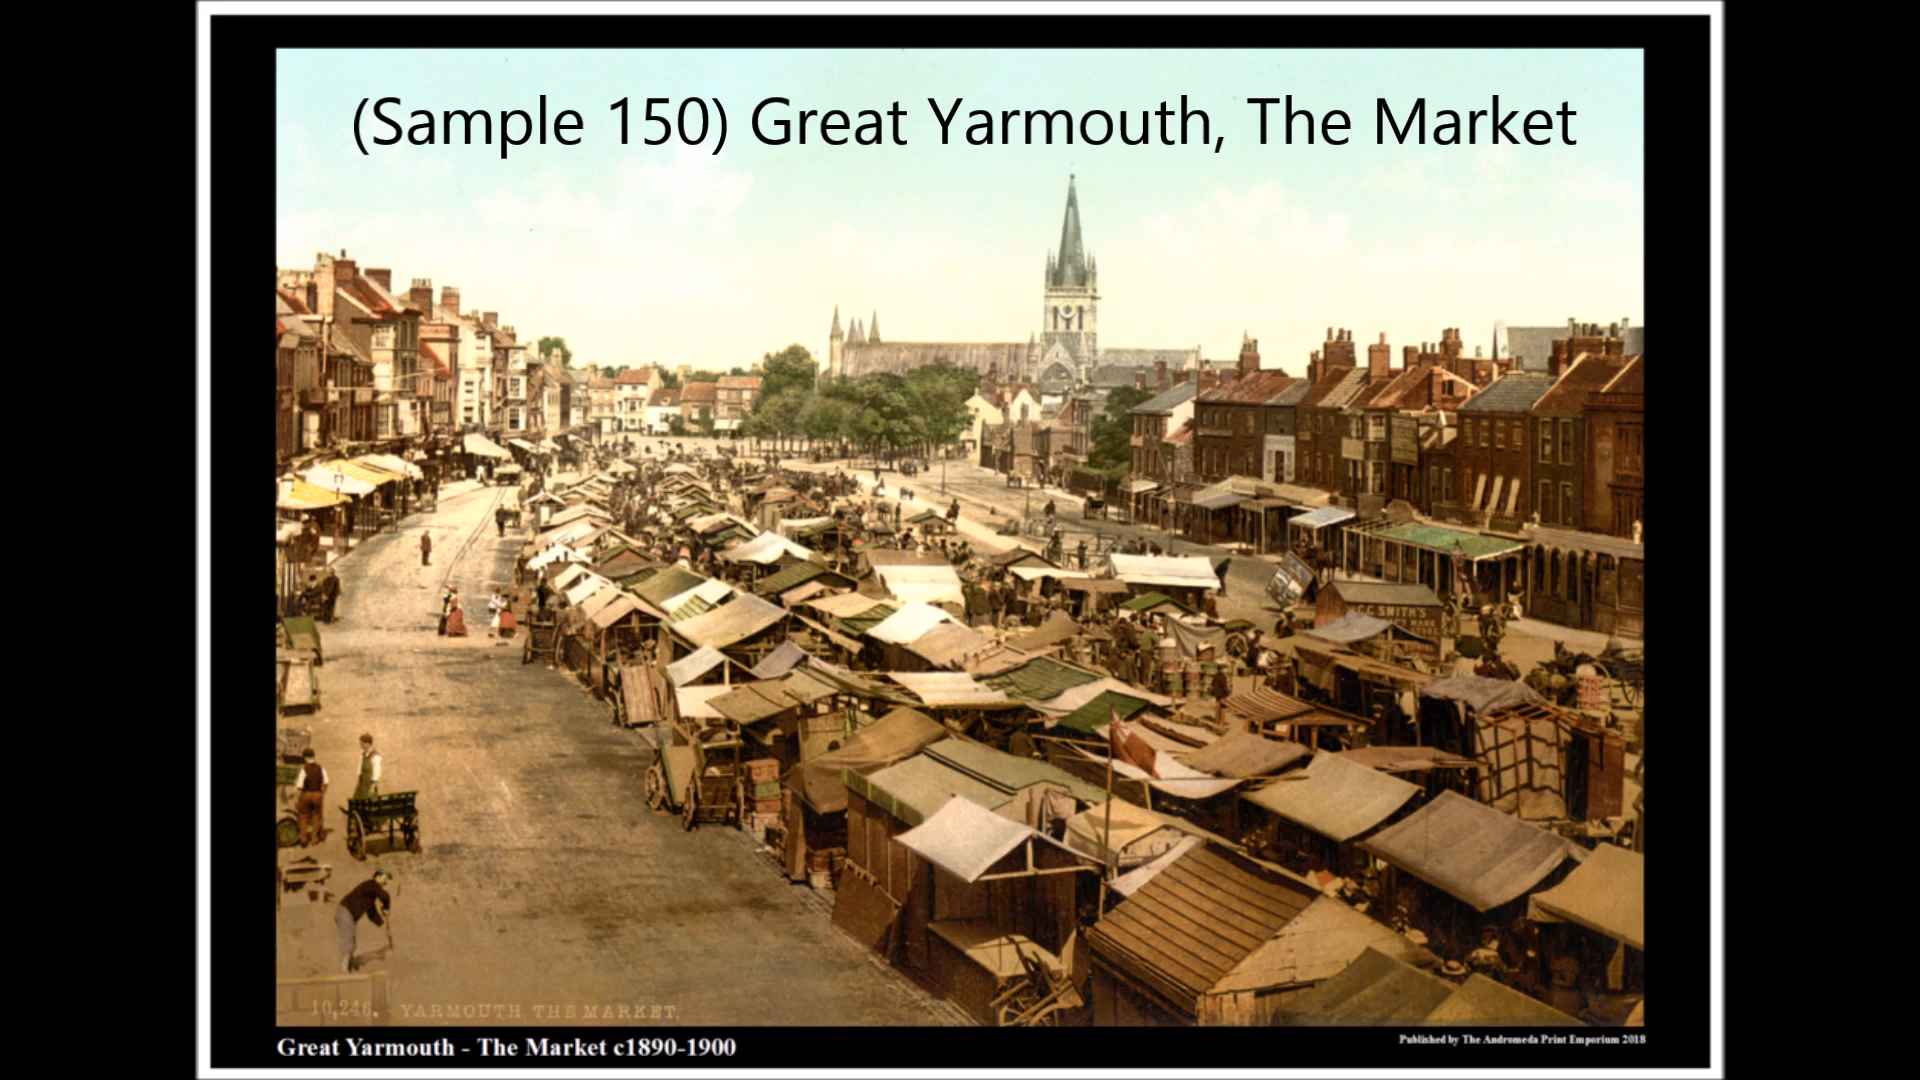 (Sample 150) Great Yarmouth, The Market
C SMITH'S
10,246. YARMOUTH THE MARKET.
Great Yarmouth - The Market c1890-1900
Published by The Andromeda Print Emporium 2018